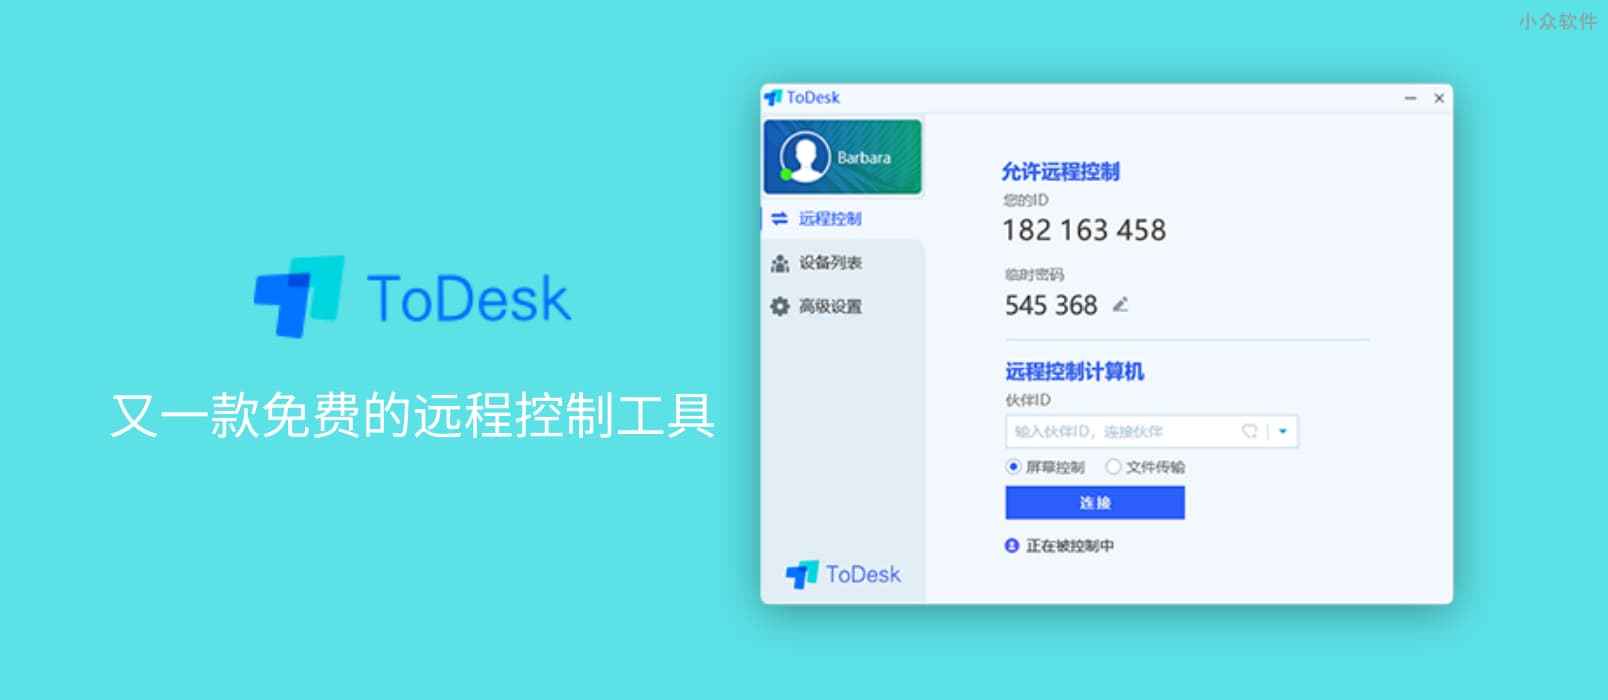 小众软件
ToDesk
又一款免费的远程控制工具
ToDesk
Barbara
远程控制
设备列表
高级设置
ToDesk
允许远程控制
您的ID
182 163 458
临时密码
545 368
远程控制计算机
伙伴ID
输入伙伴ID，连接伙伴
屏幕控制 文件传输
连接
正在被控制中